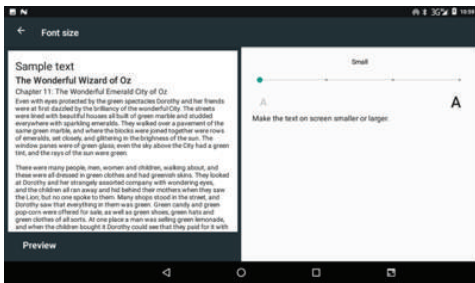 3G
10:59
Font size
Sample text
The Wonderful Wizard of Oz
Chapter 11: The Wonderful Emerald City of Oz
Even with eyes protected by the green spectacles Dorothy and her friends
were at first dazzled by the brilliancy of the wonderful City. The streets
were lined with beautiful houses all built of green marble and studded
everywhere with sparkling emeralds. They walked over a pavement of the
same green marble, and where the blocks were joined together were rows
of emeralds, set closely, and glittering in the brightness of the sun. The
window panes were of green glass; even the sky above the City had a green
tint, and the rays of the sun were green.
There were many people, men, women and children, walking about, and
these were all dressed in green clothes and had greenish skins. They looked
at Dorothy and her strangely assorted company with wondering eyes,
and the children all ran away and hid behind their mothers when they saw
the Lion; but no one spoke to them. Many shops stood in the street, and
Dorothy saw that everything in them was green. Green candy and green
pop-corn were offered for sale, as well as green shoes, green hats and
green clothes of all sorts. At one place a man was selling green lemonade,
and when the children bought it Dorothy could see that they paid for it with
Preview
Small
A
A
Make the text on screen smaller or larger.